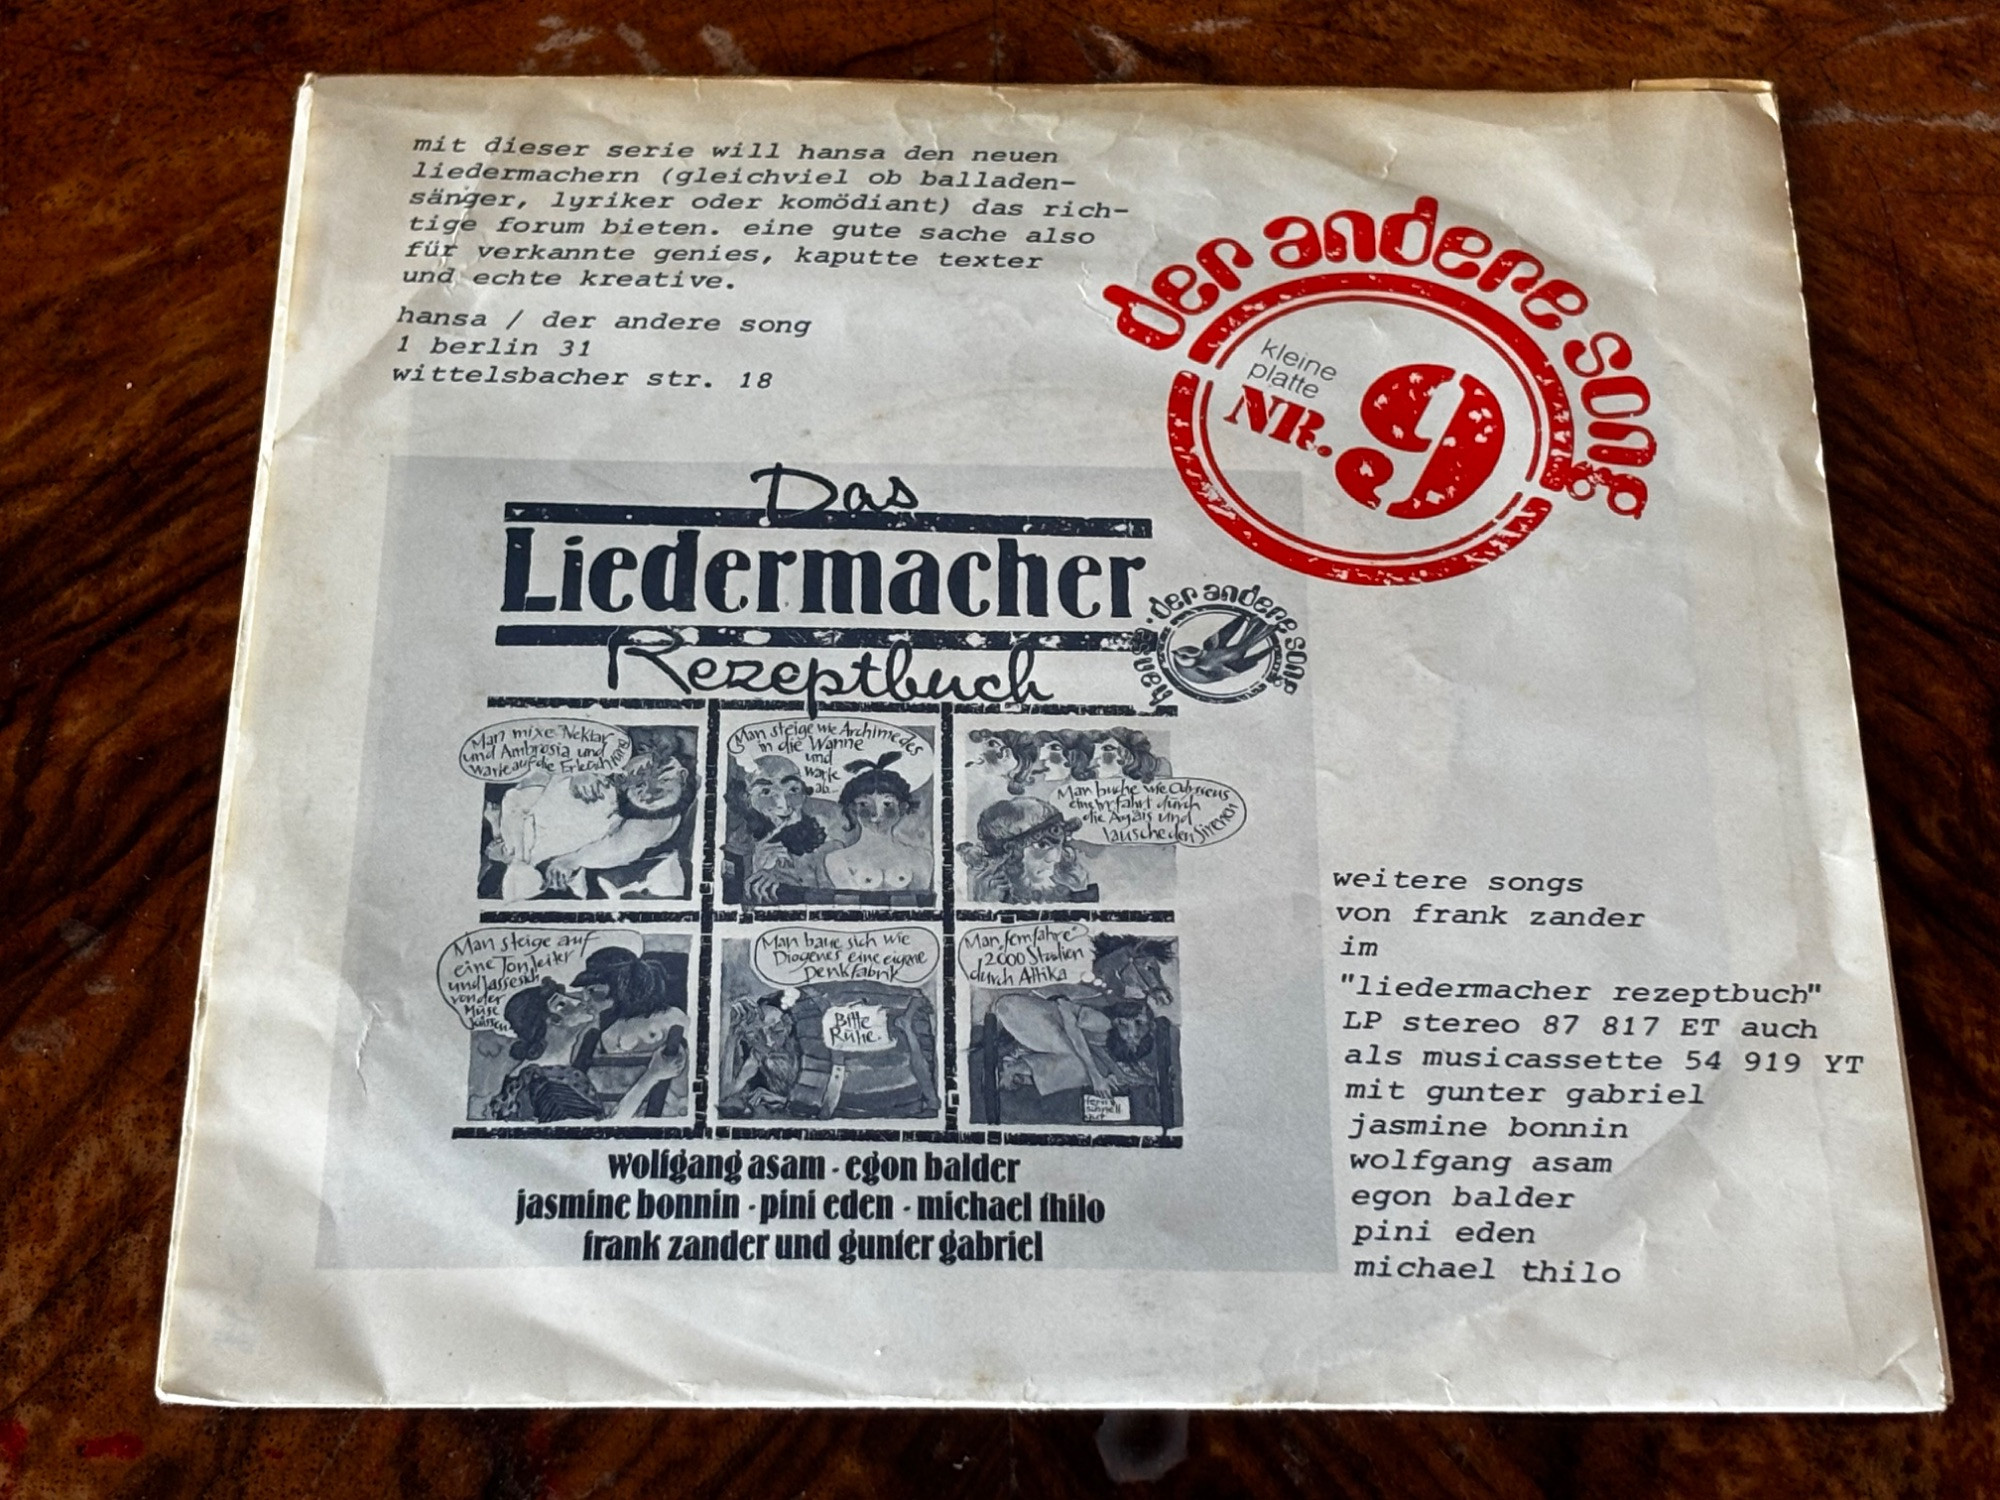 mit dieser serie will hansa den neuen
liedermachern (gleichviel ob balladen-
sänger, lyriker oder komödiant) das rich-
tige forum bieten. eine gute sache also
für verkannte genies, kaputte texter
und echte kreative.
hansa / der andere song
1 berlin 31
wittelsbacher str. 18
der andere song
kleine
platte
NR. 9
Das
Liedermacher
Rezeptbuch
hansa · der andere song
Man mixe Nektar
und Ambrosia und
warte auf die
Man steige wie Archimedes
in die Wanne
und
warte
ab...
Man buche wie Odysseus
eine Irrfahrt durch
die Ägäis und
lausche den Sirenen
Man steige auf
eine Tonleiter
und lasse sich
von der
Muse
küssen
Man baue sich wie
Diogenes eine eigene
Denkfabrik
Bitte
Ruhe.
Man
2000 Stadien
durch Attika
fern
schnell
gut
wolfgang asam · egon balder
jasmine bonnin · pini eden · michael thilo
frank zander und gunter gabriel
weitere songs
von frank zander
im
"liedermacher rezeptbuch"
LP stereo 87 817 ET auch
als musicassette 54 919 YT
mit gunter gabriel
jasmine bonnin
wolfgang asam
egon balder
pini eden
michael thilo